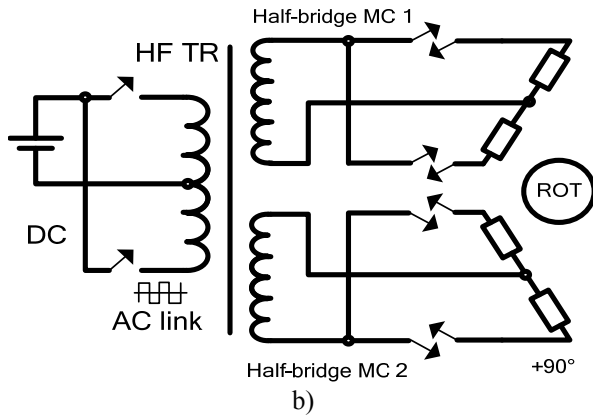 Half-bridge MC 1
HF TR
ROT
DC
AC link
Half-bridge MC 2
+90°
b)